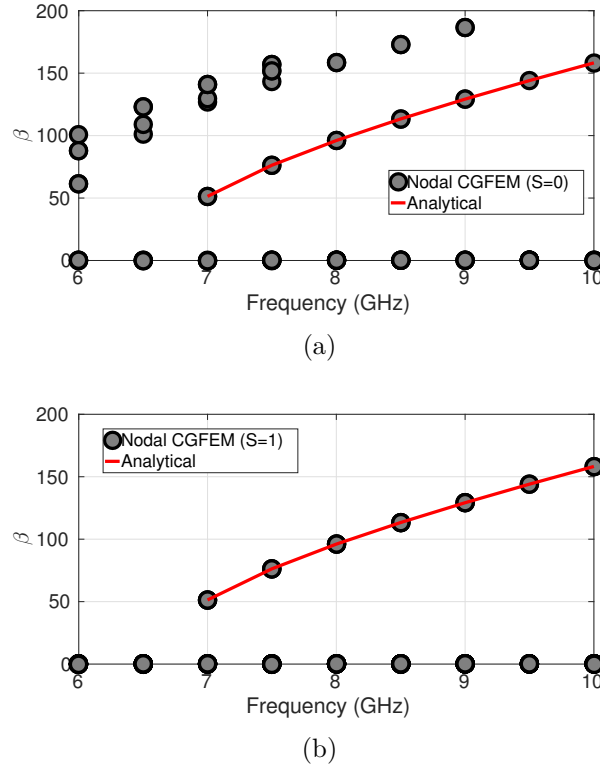 200
150
100
50
0
β
Nodal CGFEM (S=0)
Analytical
6 7 8 9 10
Frequency (GHz)
(a)
200
150
100
50
0
β
Nodal CGFEM (S=1)
Analytical
6 7 8 9 10
Frequency (GHz)
(b)